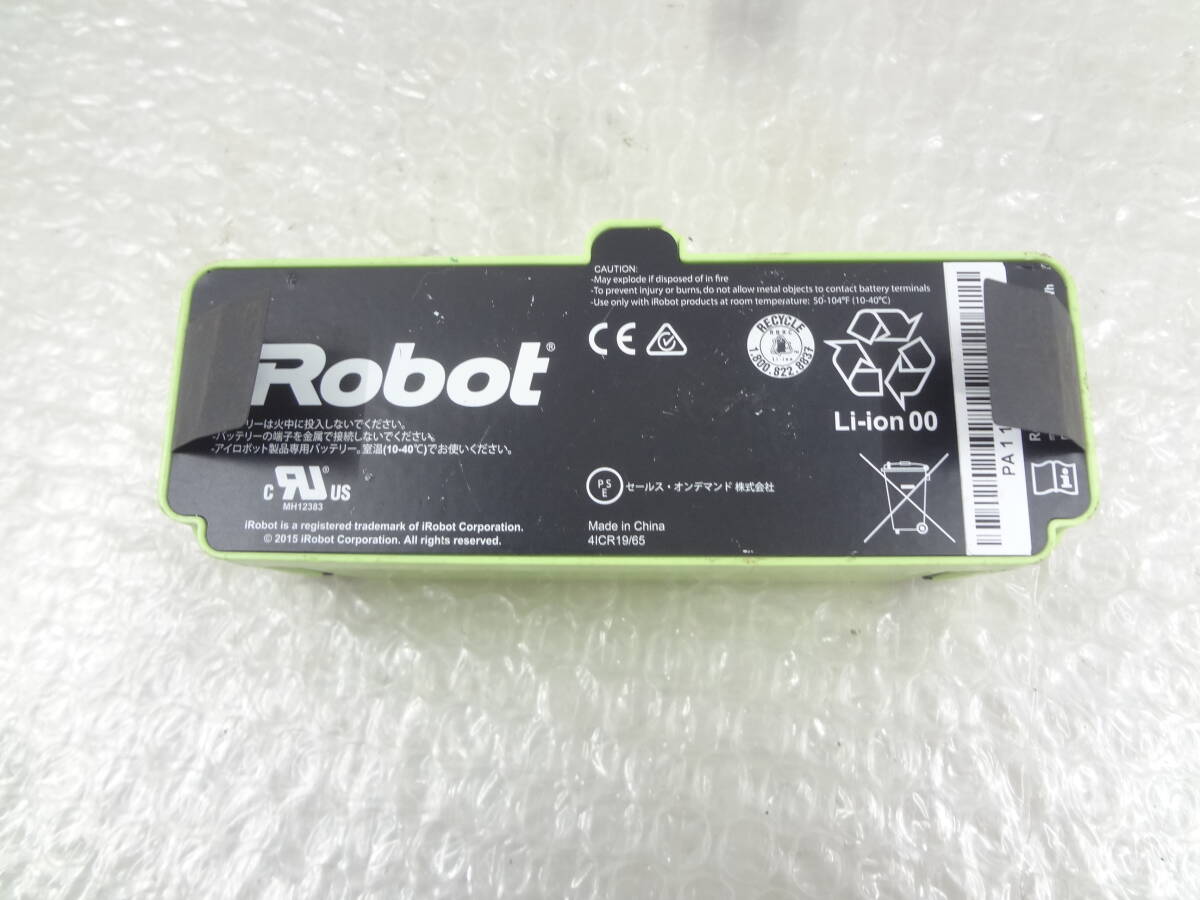 CAUTION:
-May explode if disposed of in fire
-To prevent injury or burns, do not allow metal objects to contact battery terminals
-Use only with iRobot products at room temperature: 50-104°F (10-40℃)
Robot®
リーは火中に投入しないでください。
-バッテリーの端子を金属で接続しないでください。
-アイロボット製品専用バッテリー。室温(10-40℃)でお使いください。
CE
RECYCLE
RBRC
Li-ion
1.800.822.8837
Li-ion 00
C RU® US
MH12383
PSE セールス・オンデマンド 株式会社
iRobot is a registered trademark of iRobot Corporation.
© 2015 iRobot Corporation. All rights reserved.
Made in China
4ICR19/65
PA11